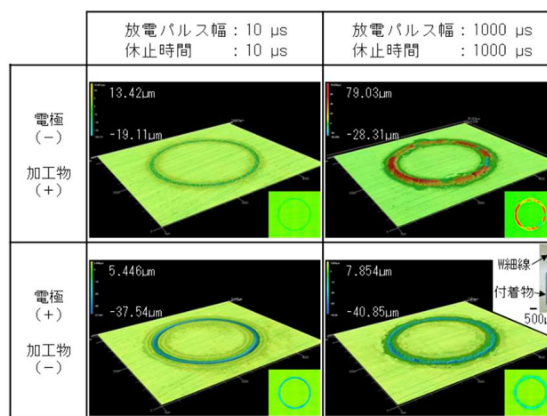 放電パルス幅：10 μs
休止時間　：10 μs
放電パルス幅：1000 μs
休止時間　：1000 μs
電極
(－)
加工物
(＋)
13.42μm
-19.11μm
79.03μm
-28.31μm
電極
(＋)
加工物
(－)
5.446μm
-37.54μm
7.854μm
-40.85μm
W細線
付着物